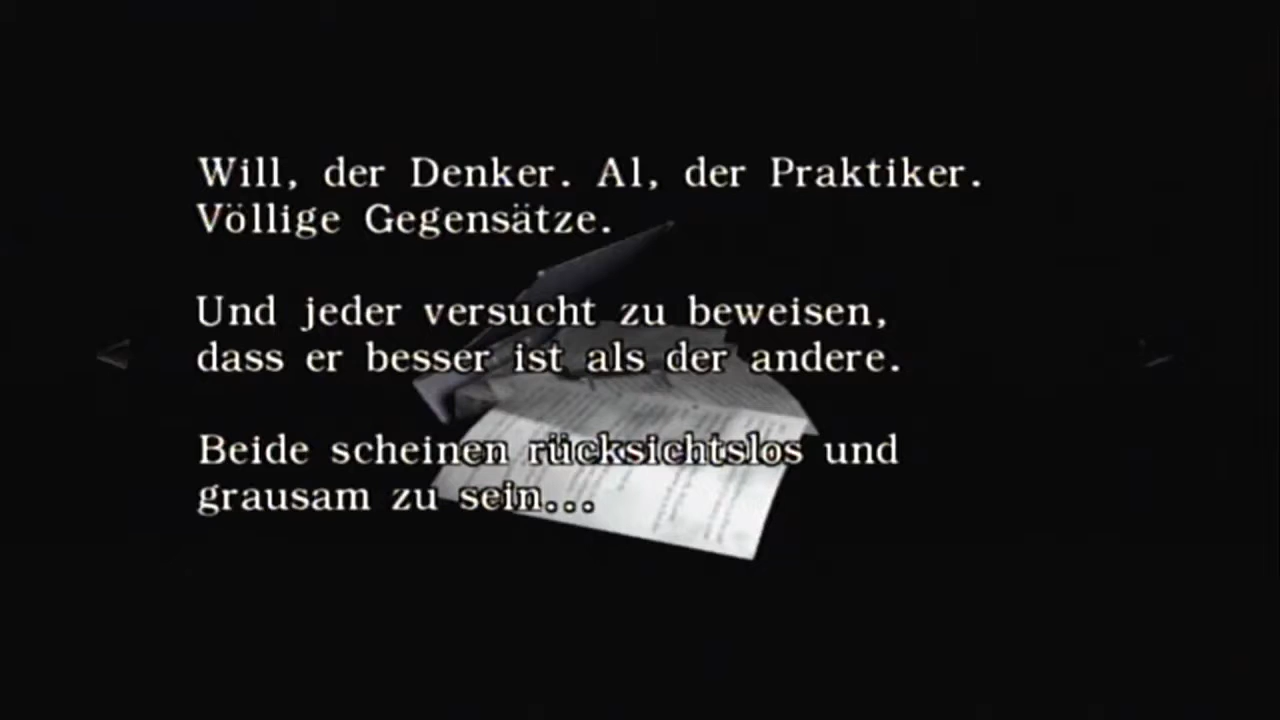 Will, der Denker. Al, der Praktiker.
Völlige Gegensätze.
Und jeder versucht zu beweisen,
dass er besser ist als der andere.
Beide scheinen rücksichtslos und
grausam zu sein...